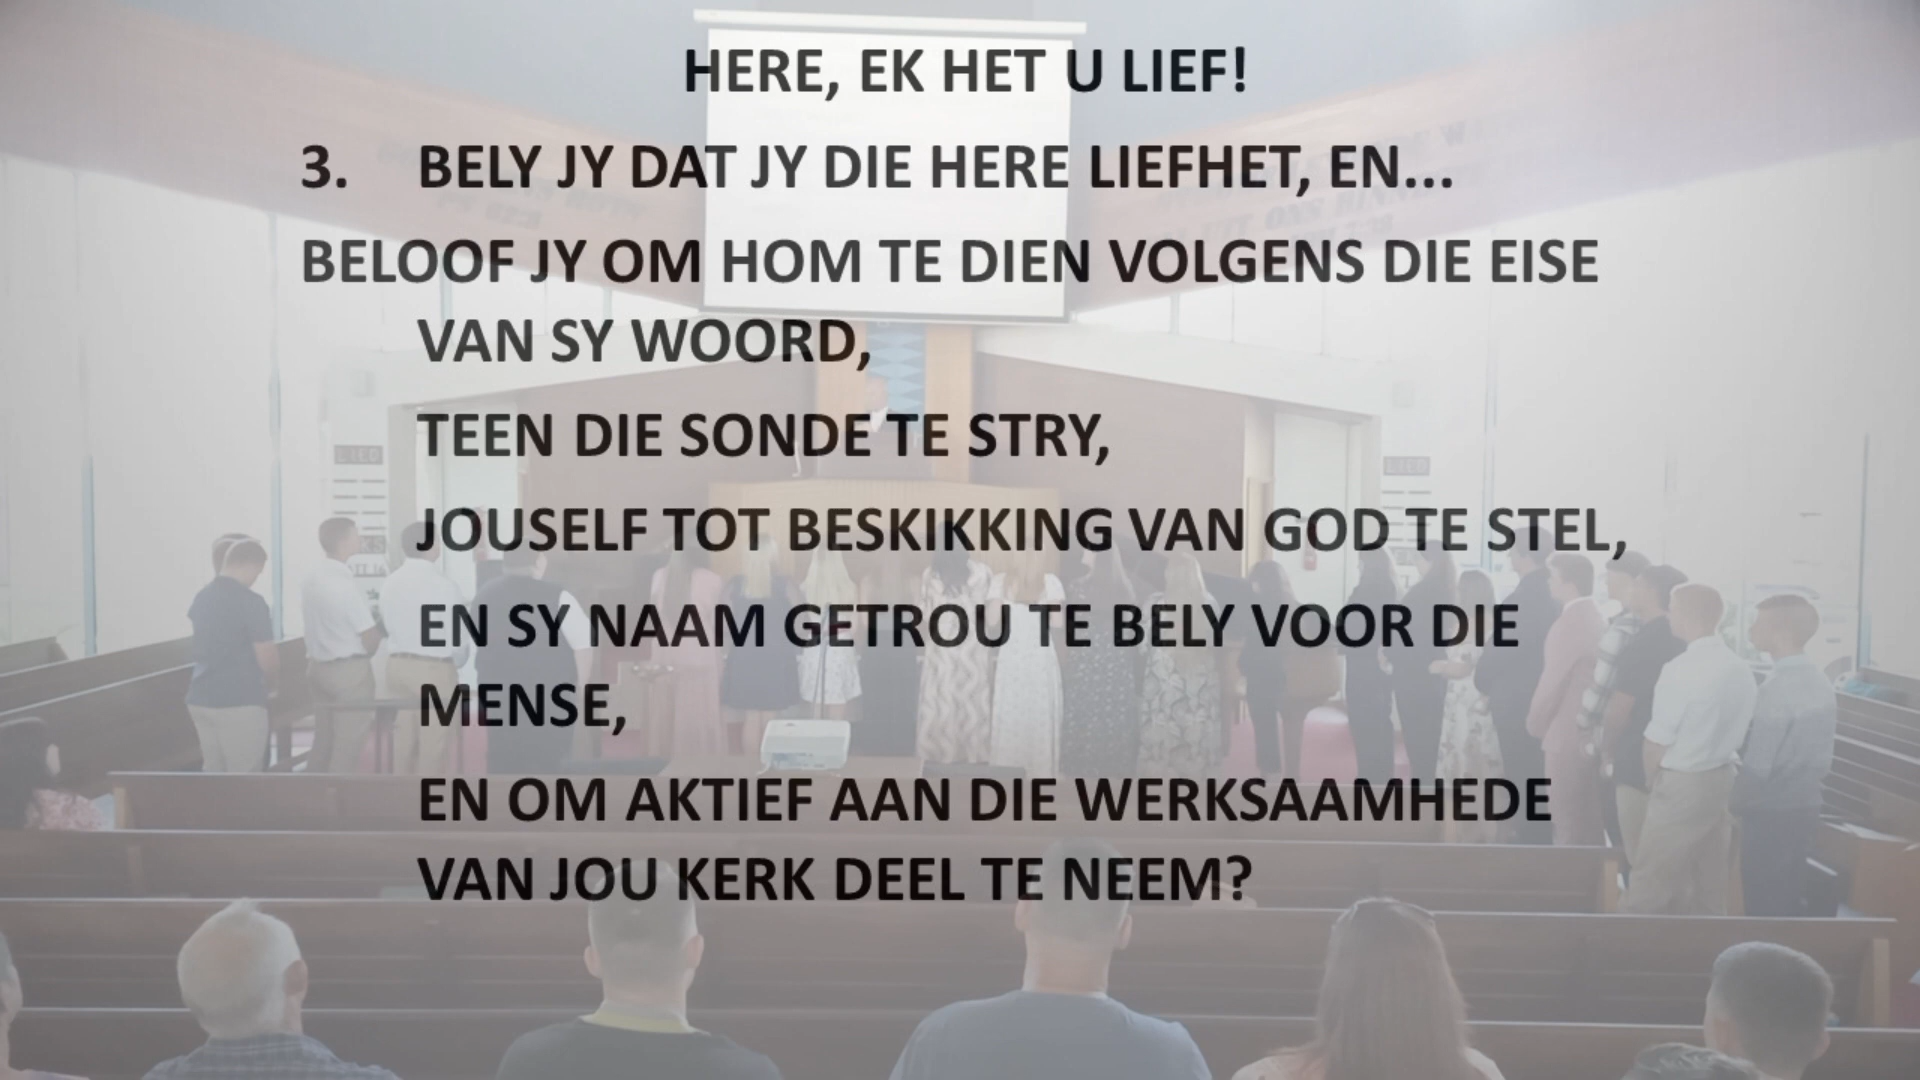 HERE, EK HET U LIEF!
3. BELY JY DAT JY DIE HERE LIEFHET, EN...
BELOOF JY OM HOM TE DIEN VOLGENS DIE EISE
VAN SY WOORD,
TEEN DIE SONDE TE STRY,
JOUSELF TOT BESKIKKING VAN GOD TE STEL,
EN SY NAAM GETROU TE BELY VOOR DIE
MENSE,
EN OM AKTIEF AAN DIE WERKSAAMHEDE
VAN JOU KERK DEEL TE NEEM?
LIED
LIED